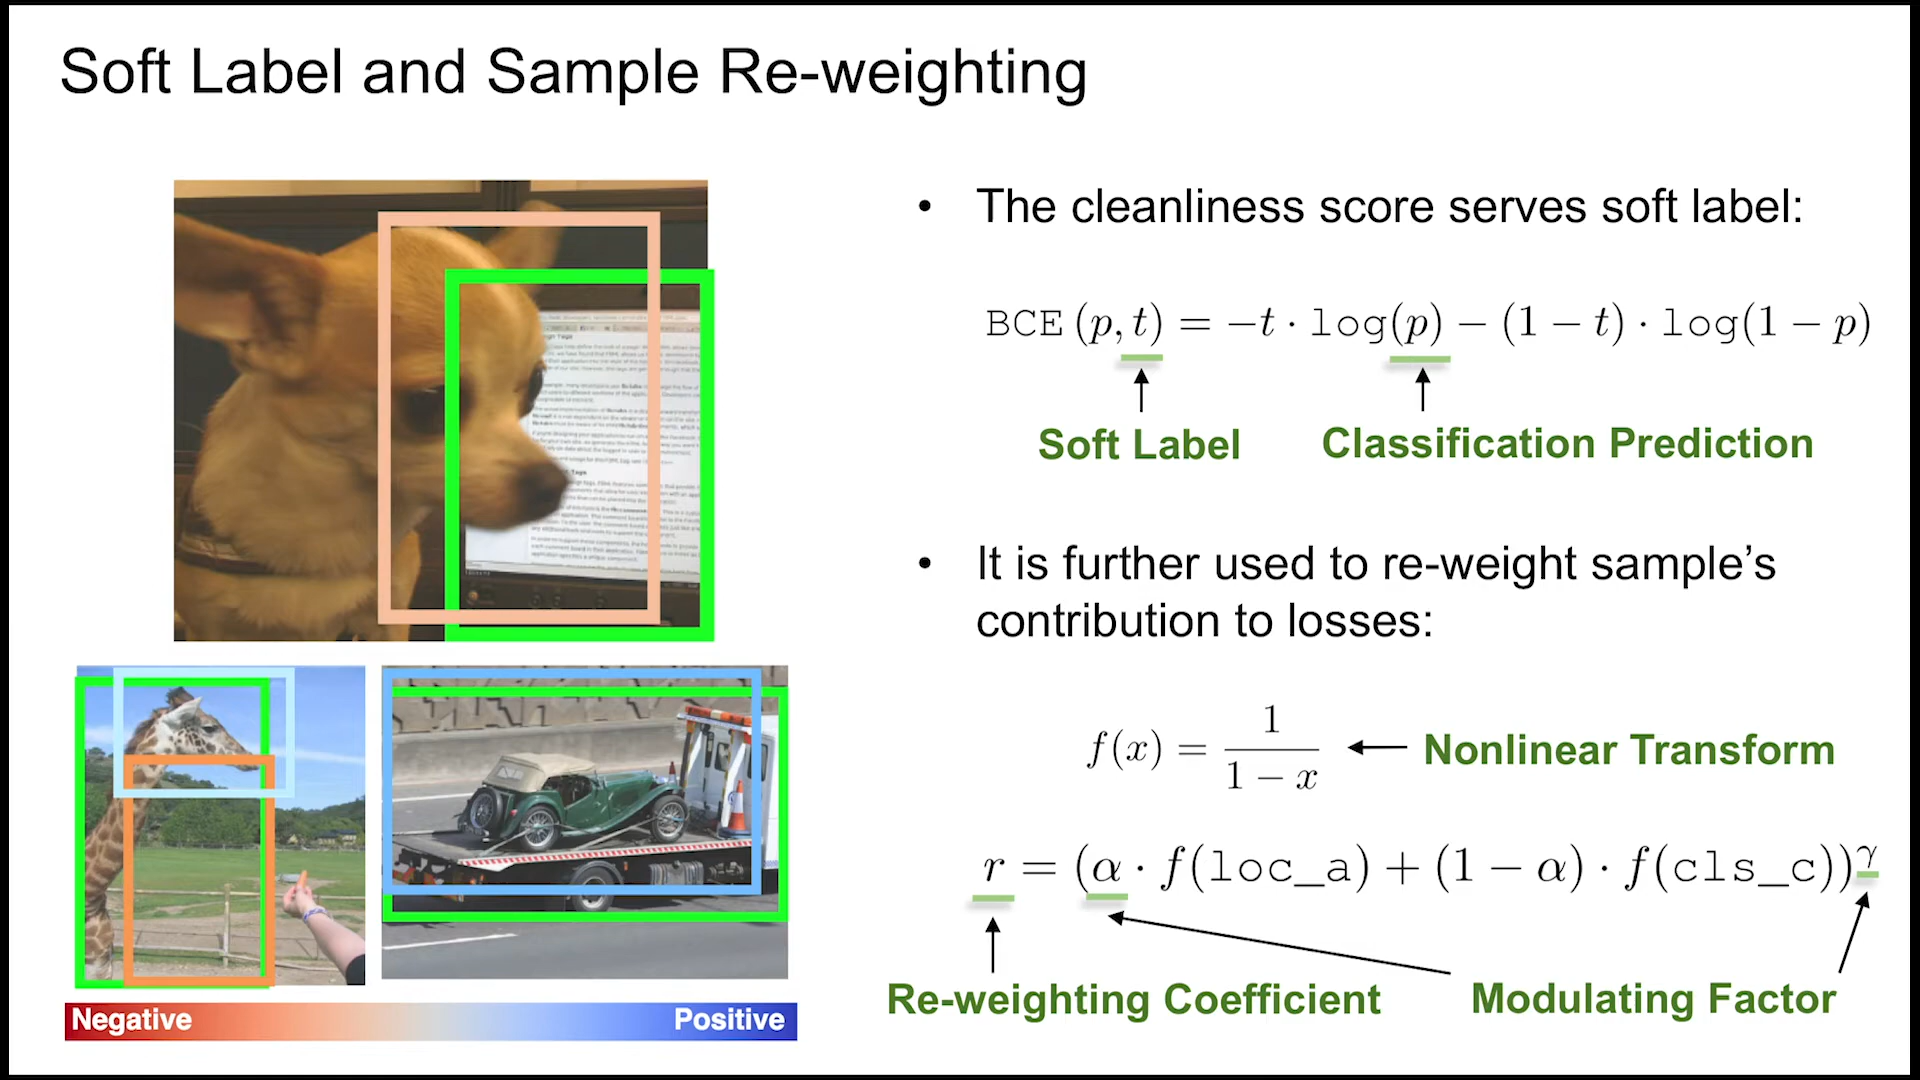 Soft Label and Sample Re-weighting
• The cleanliness score serves soft label:
BCE (p, t) = −t · log(p) − (1 − t) · log(1 − p)
Soft Label
Classification Prediction
• It is further used to re-weight sample’s
contribution to losses:
f(x) = 1 / (1 − x)
Nonlinear Transform
r = (α · f(loc_a) + (1 − α) · f(cls_c))^γ
Re-weighting Coefficient
Modulating Factor
Negative
Positive